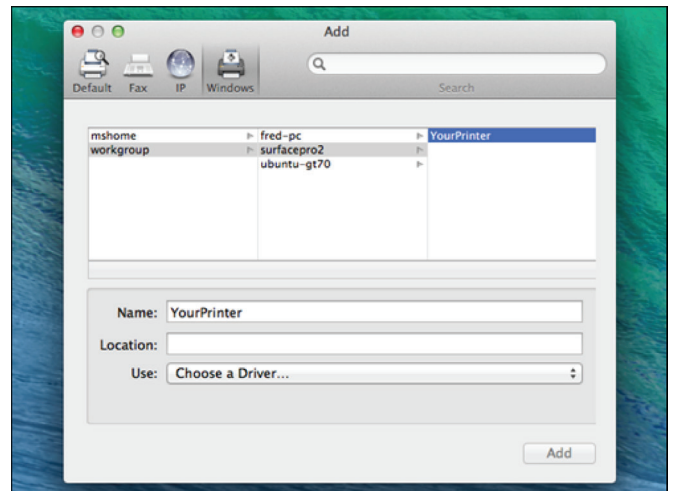 Add
Default Fax IP Windows Search
mshome fred-pc YourPrinter
workgroup surfacepro2
ubuntu-gt70
Name: YourPrinter
Location:
Use: Choose a Driver...
Add